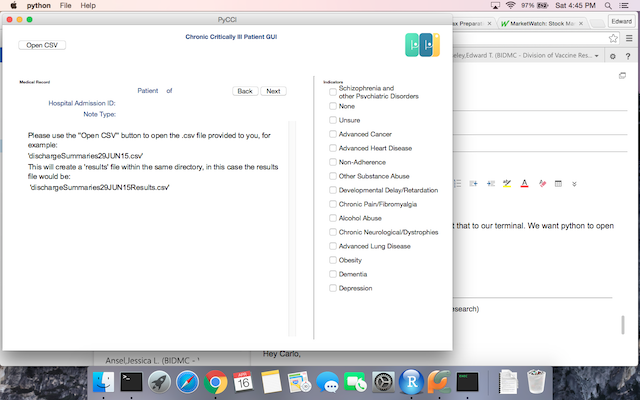 python File Help
97% Sat 4:45 PM
PyCCI
Open CSV
Chronic Critically Ill Patient GUI
Medical Record
Patient of
Back Next
Hospital Admission ID:
Note Type:
Please use the "Open CSV" button to open the .csv file provided to you, for
example:
'dischargeSummaries29JUN15.csv'
This will create a 'results' file within the same directory, in this case the results
file would be:
'dischargeSummaries29JUN15Results.csv'
Indicators
Schizophrenia and
other Psychiatric Disorders
None
Unsure
Advanced Cancer
Advanced Heart Disease
Non-Adherence
Other Substance Abuse
Developmental Delay/Retardation
Chronic Pain/Fibromyalgia
Alcohol Abuse
Chronic Neurological/Dystrophies
Advanced Lung Disease
Obesity
Dementia
Depression
ax Preparat
MarketWatch: Stock Ma
Edward
eley,Edward T. (BIDMC - Division of Vaccine Res...
t that to our terminal. We want python to open
esearch)
Ansel,Jessica L. (BIDMC -
Hey Carlo,
16